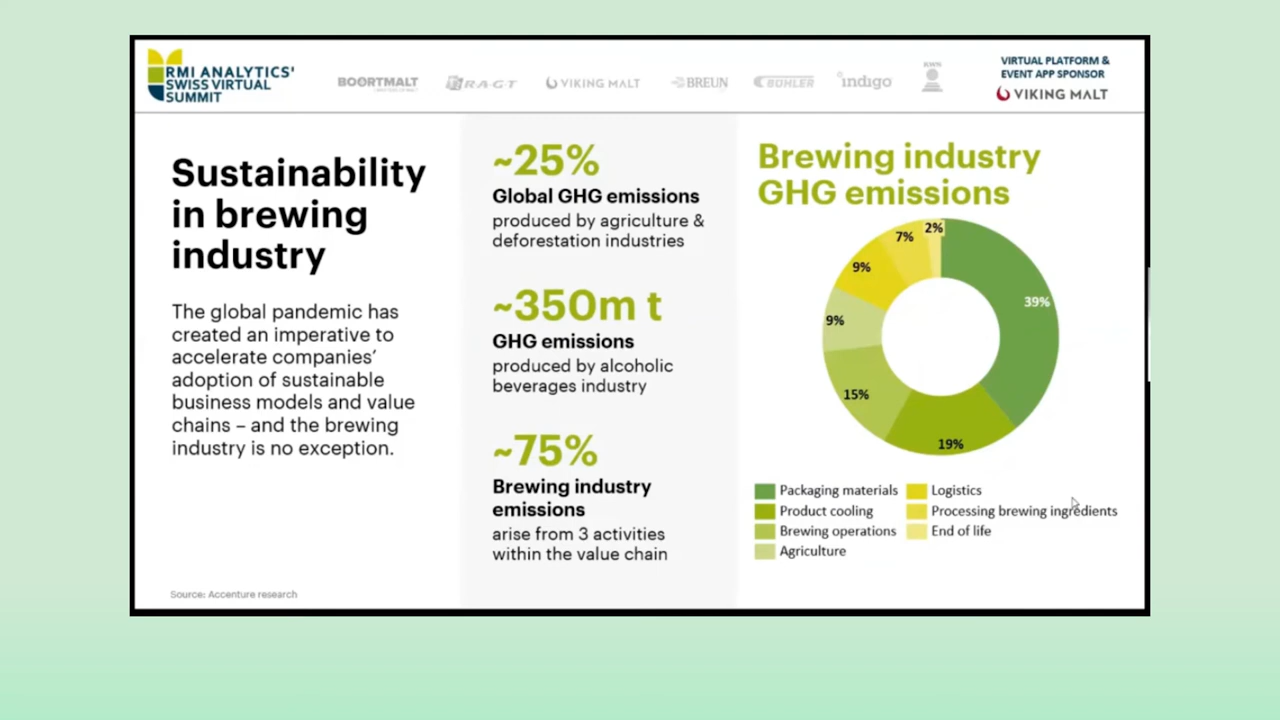 RMI ANALYTICS'
SWISS VIRTUAL
SUMMIT
BOORTMALT
RAGT
VIKING MALT
BREUN
BÜHLER
indigo
VIRTUAL PLATFORM &
EVENT APP SPONSOR
VIKING MALT
Sustainability
in brewing
industry
The global pandemic has
created an imperative to
accelerate companies'
adoption of sustainable
business models and value
chains – and the brewing
industry is no exception.
Source: Accenture research
~25%
Global GHG emissions
produced by agriculture &
deforestation industries
~350m t
GHG emissions
produced by alcoholic
beverages industry
~75%
Brewing industry
emissions
arise from 3 activities
within the value chain
Brewing industry
GHG emissions
2%
7%
9%
39%
9%
15%
19%
Packaging materials
Product cooling
Brewing operations
Agriculture
Logistics
Processing brewing ingredients
End of life